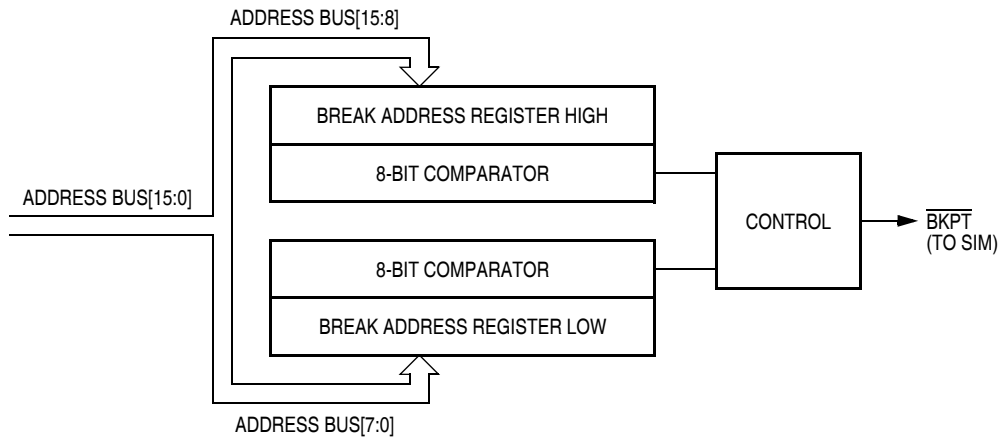 ADDRESS BUS[15:8]
BREAK ADDRESS REGISTER HIGH
8-BIT COMPARATOR
ADDRESS BUS[15:0]
CONTROL
BKPT
(TO SIM)
8-BIT COMPARATOR
BREAK ADDRESS REGISTER LOW
ADDRESS BUS[7:0]